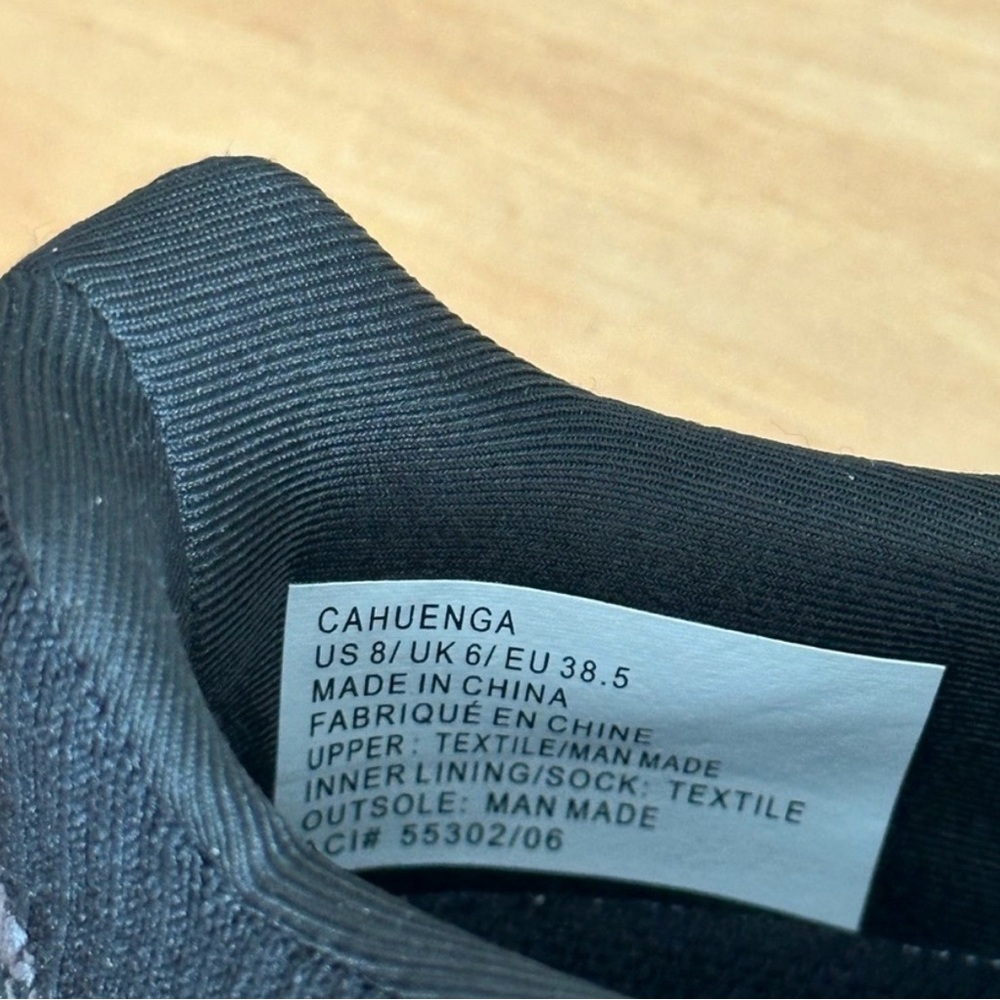 CAHUENGA
US 8/ UK 6/ EU 38.5
MADE IN CHINA
FABRIQUÉ EN CHINE
UPPER: TEXTILE/MAN MADE
INNER LINING/SOCK: TEXTILE
OUTSOLE: MAN MADE
ACI# 55302/06